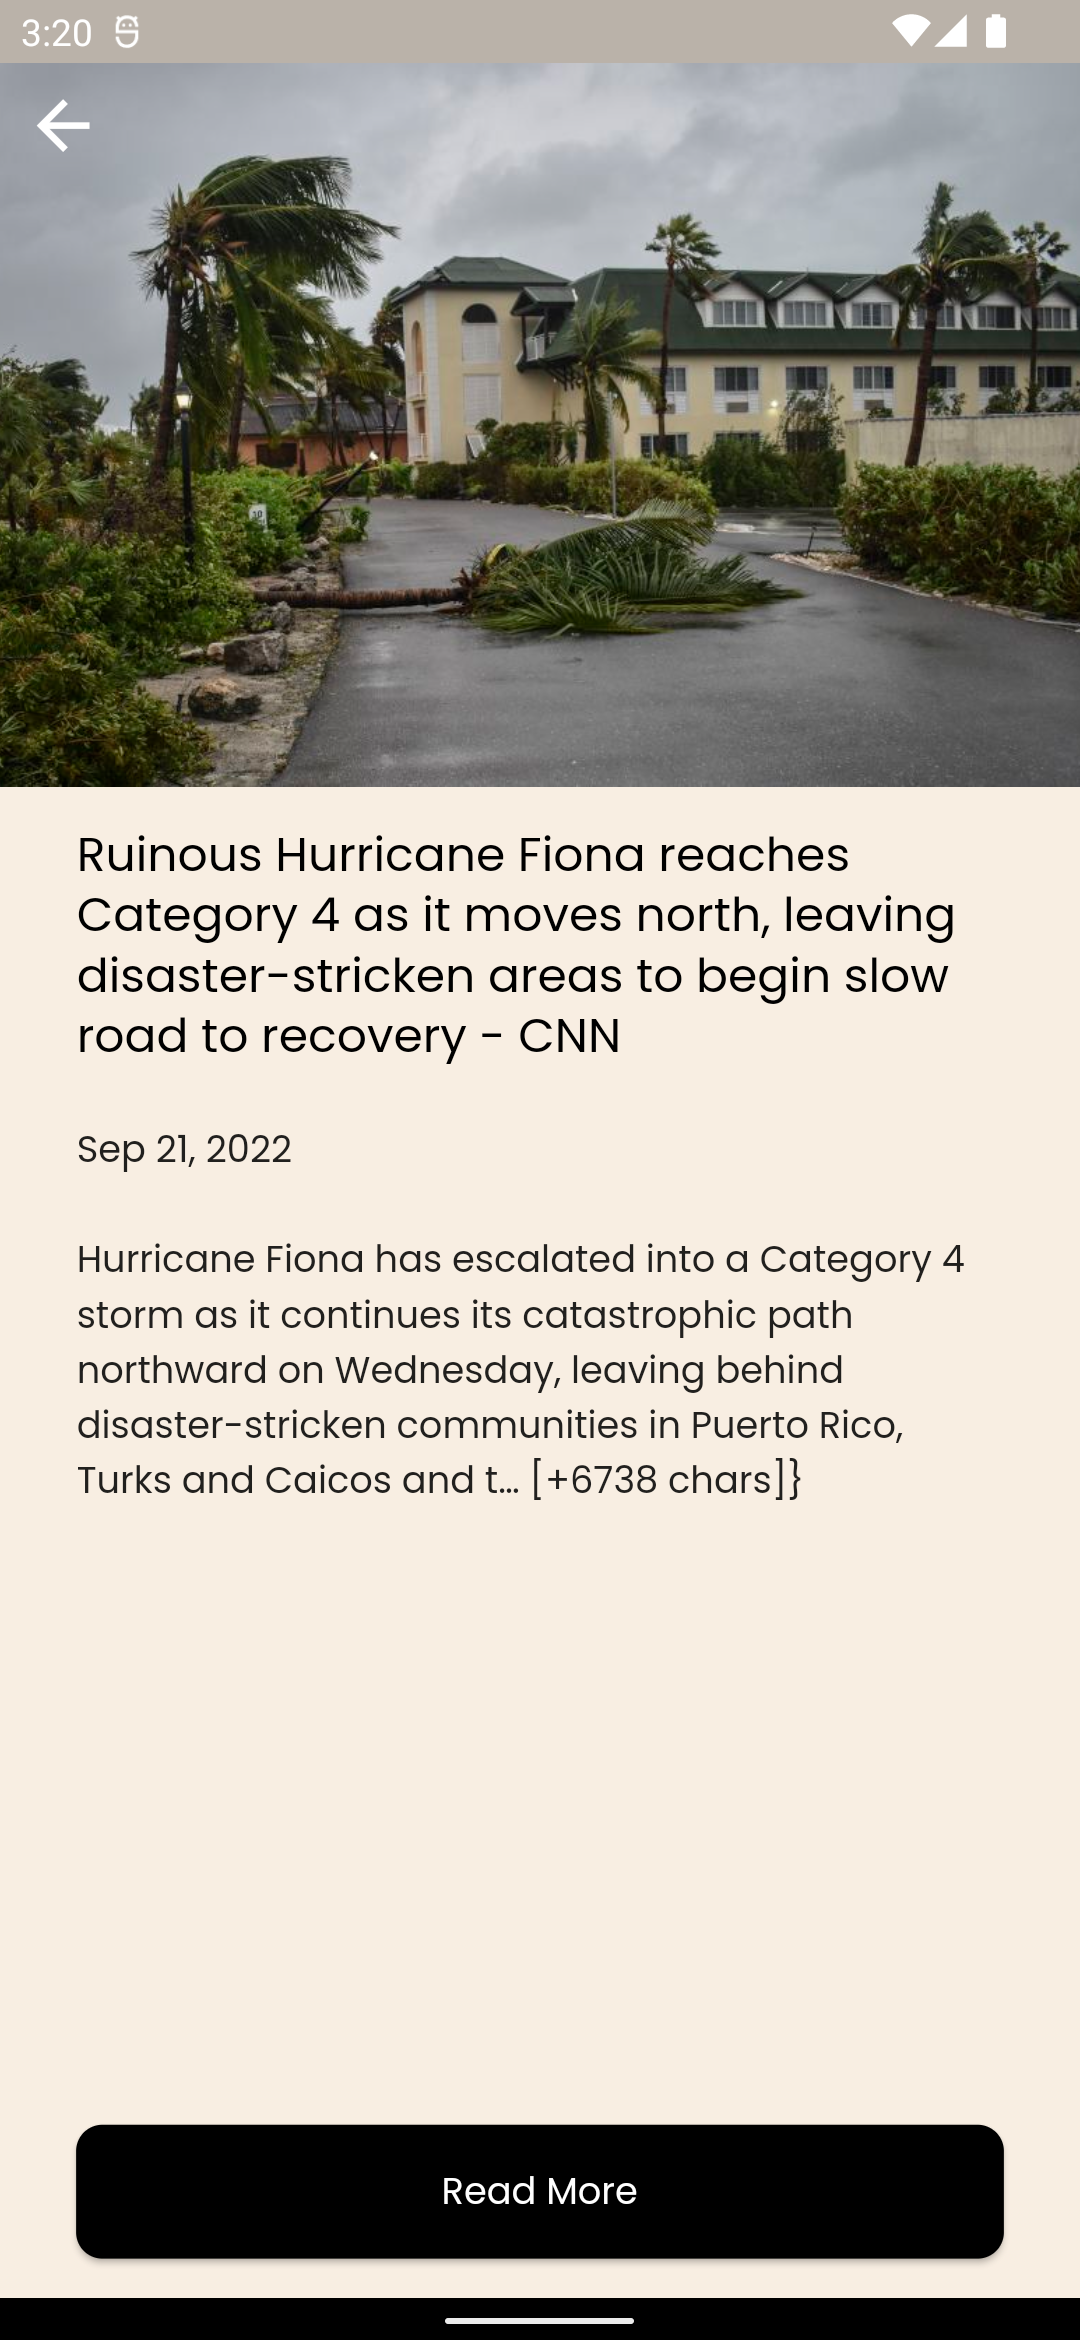 3:20
Ruinous Hurricane Fiona reaches
Category 4 as it moves north, leaving
disaster-stricken areas to begin slow
road to recovery - CNN
Sep 21, 2022
Hurricane Fiona has escalated into a Category 4
storm as it continues its catastrophic path
northward on Wednesday, leaving behind
disaster-stricken communities in Puerto Rico,
Turks and Caicos and t… [+6738 chars]}
Read More